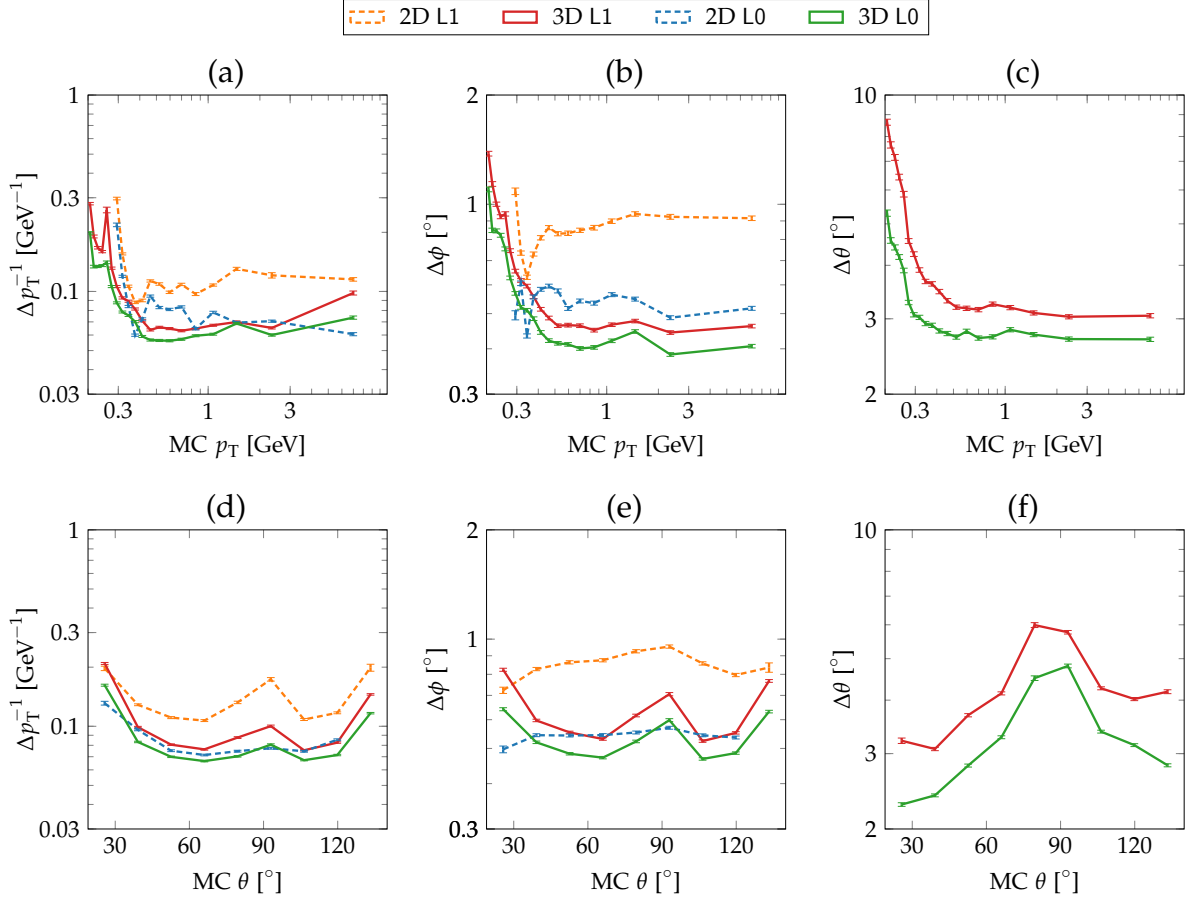 2D L1 3D L1 2D L0 3D L0
(a) (b) (c)
1 2 10
0.3 1
0.1 3
0.03 0.3 2
Δp_T^{-1} [GeV^{-1}] Δϕ [°] Δθ [°]
0.3 1 3 0.3 1 3 0.3 1 3
MC p_T [GeV] MC p_T [GeV] MC p_T [GeV]
(d) (e) (f)
1 2 10
0.3 1
0.1 3
0.03 0.3 2
Δp_T^{-1} [GeV^{-1}] Δϕ [°] Δθ [°]
30 60 90 120 30 60 90 120 30 60 90 120
MC θ [°] MC θ [°] MC θ [°]